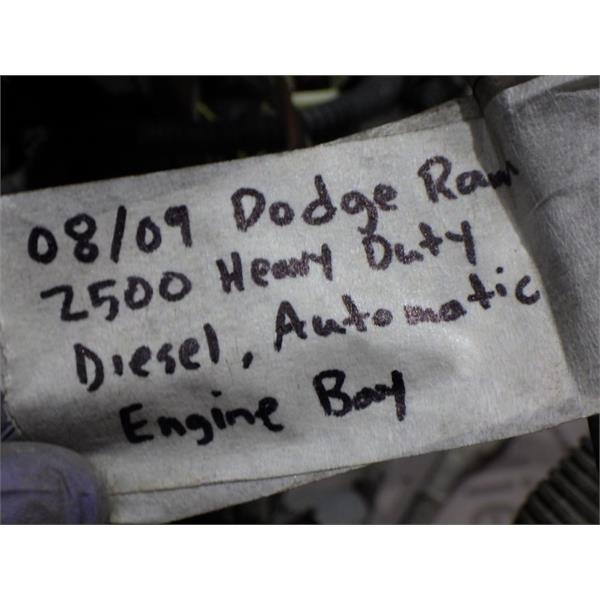 08/09 Dodge Ram
2500 Heavy Duty
Diesel, Automatic
Engine Bay